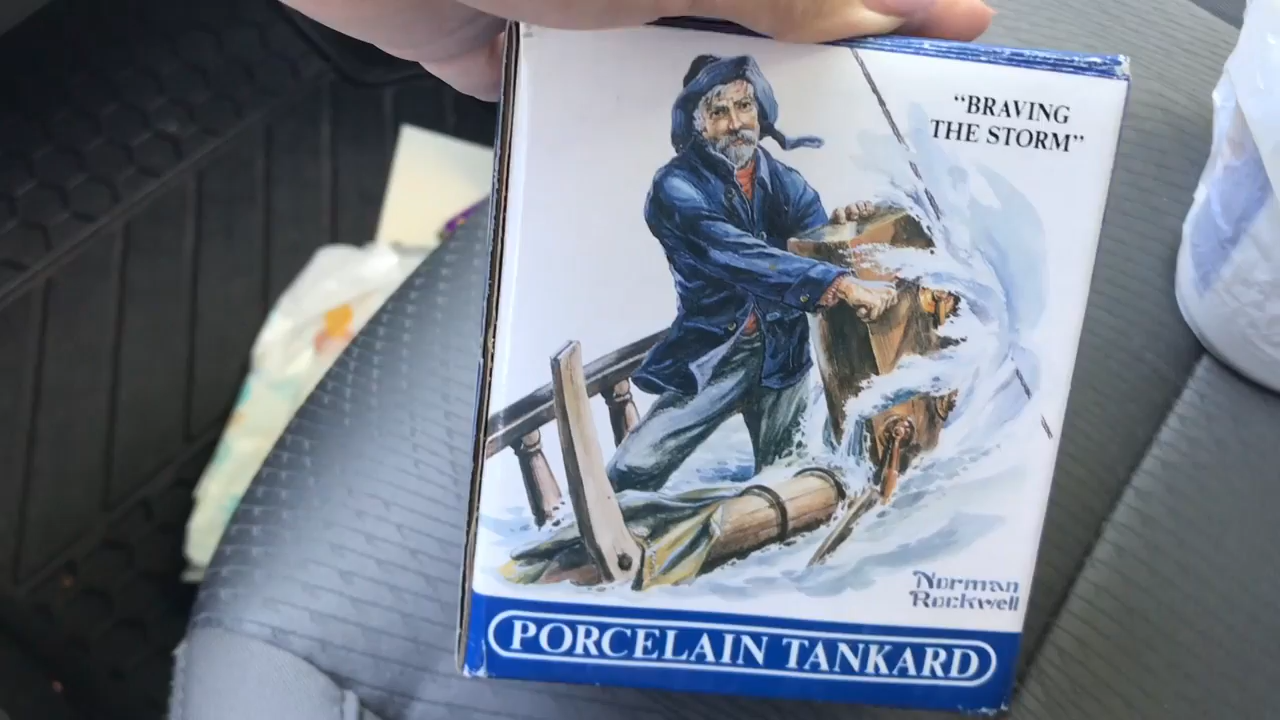 “BRAVING
THE STORM”
Norman
Rockwell
PORCELAIN TANKARD